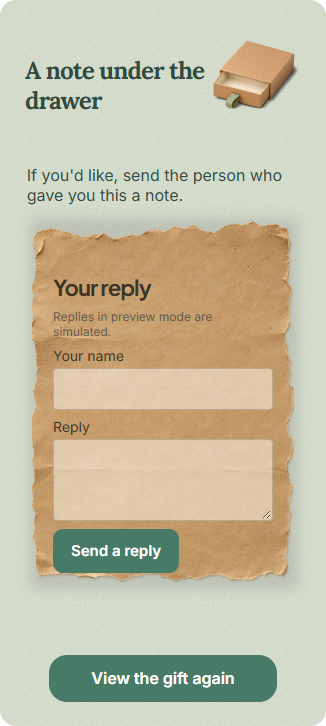 A note under the
drawer
If you'd like, send the person who
gave you this a note.
Your reply
Replies in preview mode are
simulated.
Your name
Reply
Send a reply
View the gift again